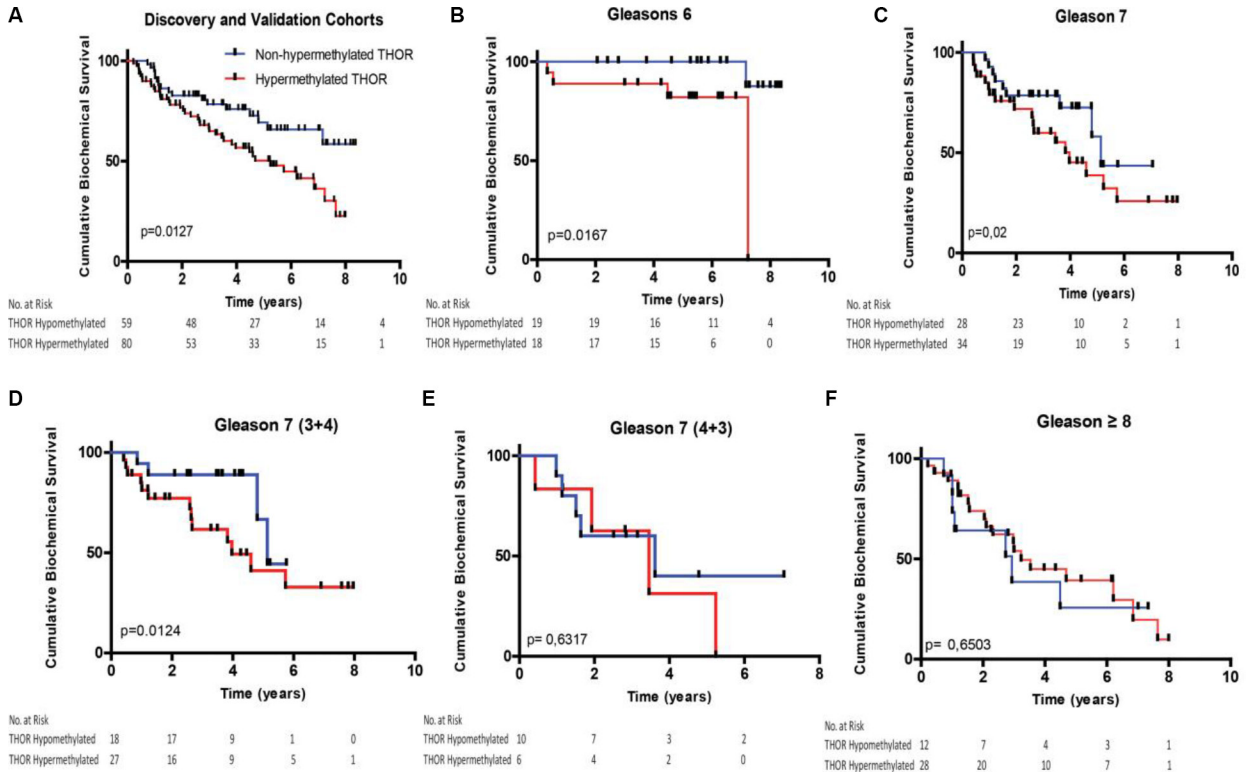 A
Discovery and Validation Cohorts
Non-hypermethylated THOR
Hypermethylated THOR
Cumulative Biochemical Survival
100
50
0
p=0.0127
0 2 4 6 8 10
Time (years)
No. at Risk
THOR Hypomethylated 59 48 27 14 4
THOR Hypermethylated 80 53 33 15 1
B
Gleasons 6
Cumulative Biochemical Survival
100
50
0
p=0.0167
0 2 4 6 8 10
Time (years)
No. at Risk
THOR Hypomethylated 19 19 16 11 4
THOR Hypermethylated 18 17 15 6 0
C
Gleason 7
Cumulative Biochemical Survival
100
50
0
p=0,02
0 2 4 6 8 10
Time (years)
No. at Risk
THOR Hypomethylated 28 23 10 2 1
THOR Hypermethylated 34 19 10 5 1
D
Gleason 7 (3+4)
Cumulative Biochemical Survival
100
50
0
p=0.0124
0 2 4 6 8 10
Time (years)
No. at Risk
THOR Hypomethylated 18 17 9 1 0
THOR Hypermethylated 27 16 9 5 1
E
Gleason 7 (4+3)
Cumulative Biochemical Survival
100
50
0
p= 0,6317
0 2 4 6 8
Time (years)
No. at Risk
THOR Hypomethylated 10 7 3 2
THOR Hypermethylated 6 4 2 0
F
Gleason ≥ 8
Cumulative Biochemical Survival
100
50
0
p= 0,6503
0 2 4 6 8 10
Time (years)
No. at Risk
THOR Hypomethylated 12 7 4 3 1
THOR Hypermethylated 28 20 10 7 1